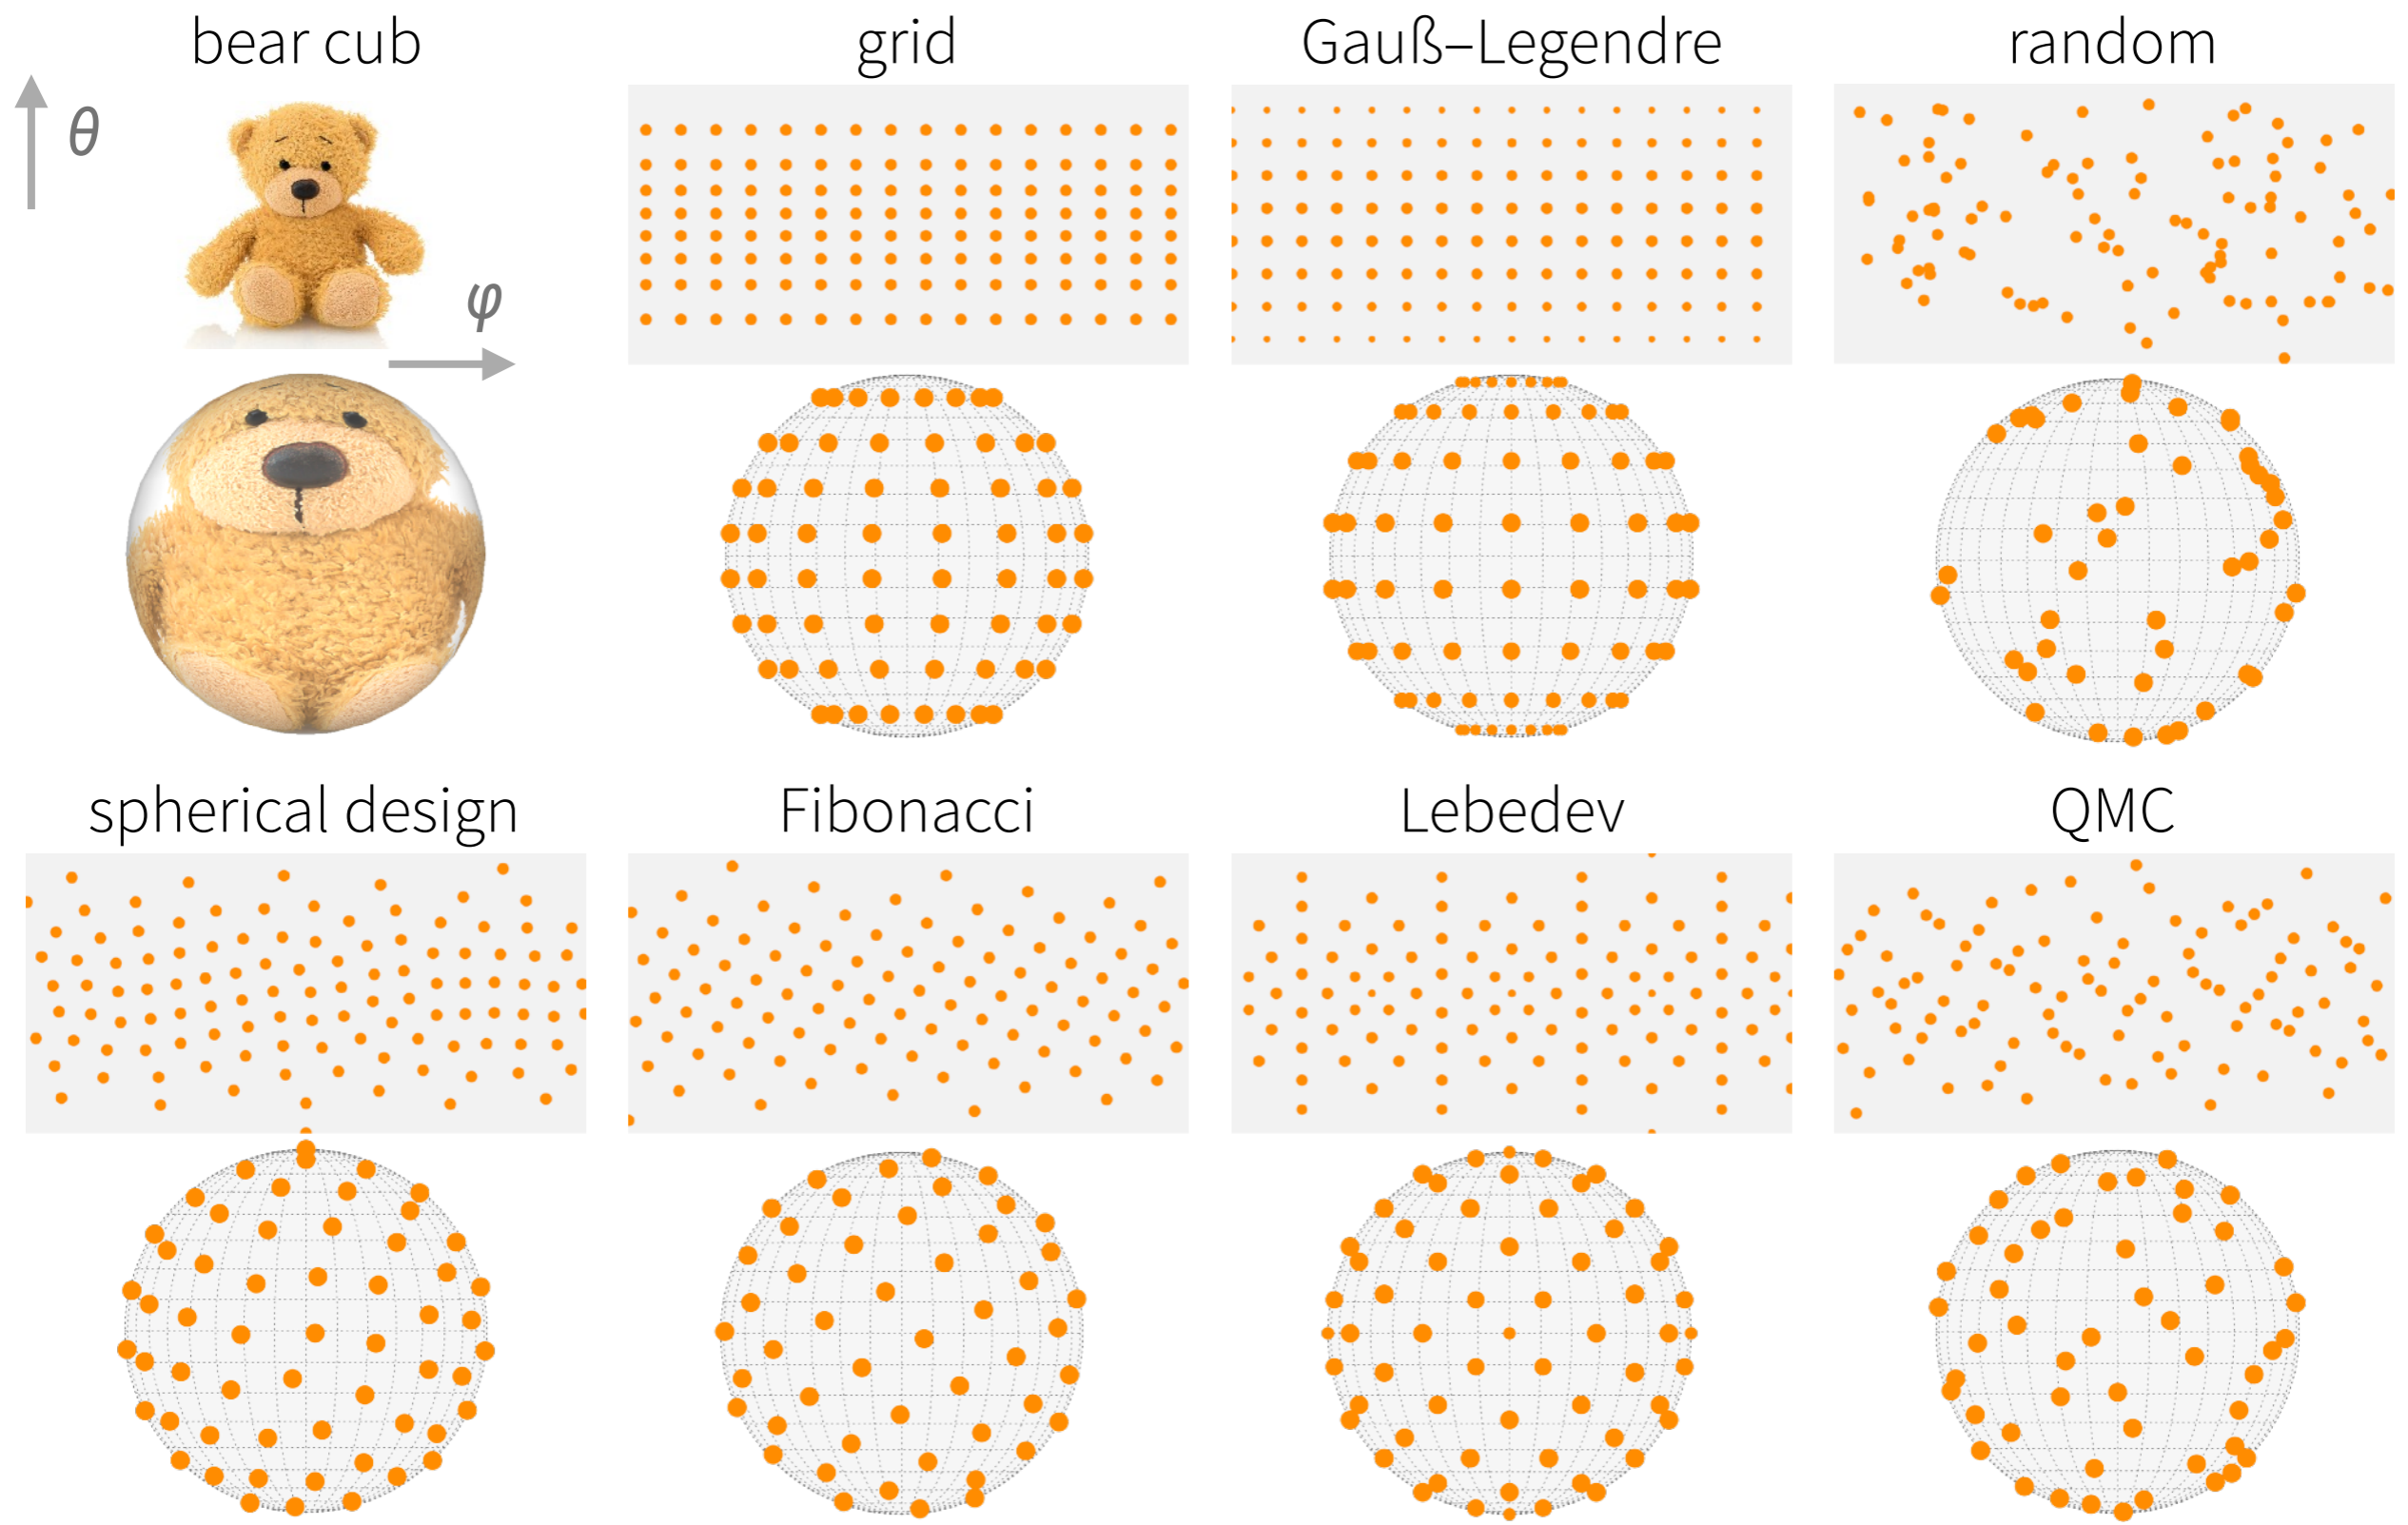 bear cub
grid
Gauß–Legendre
random
θ
φ
spherical design
Fibonacci
Lebedev
QMC